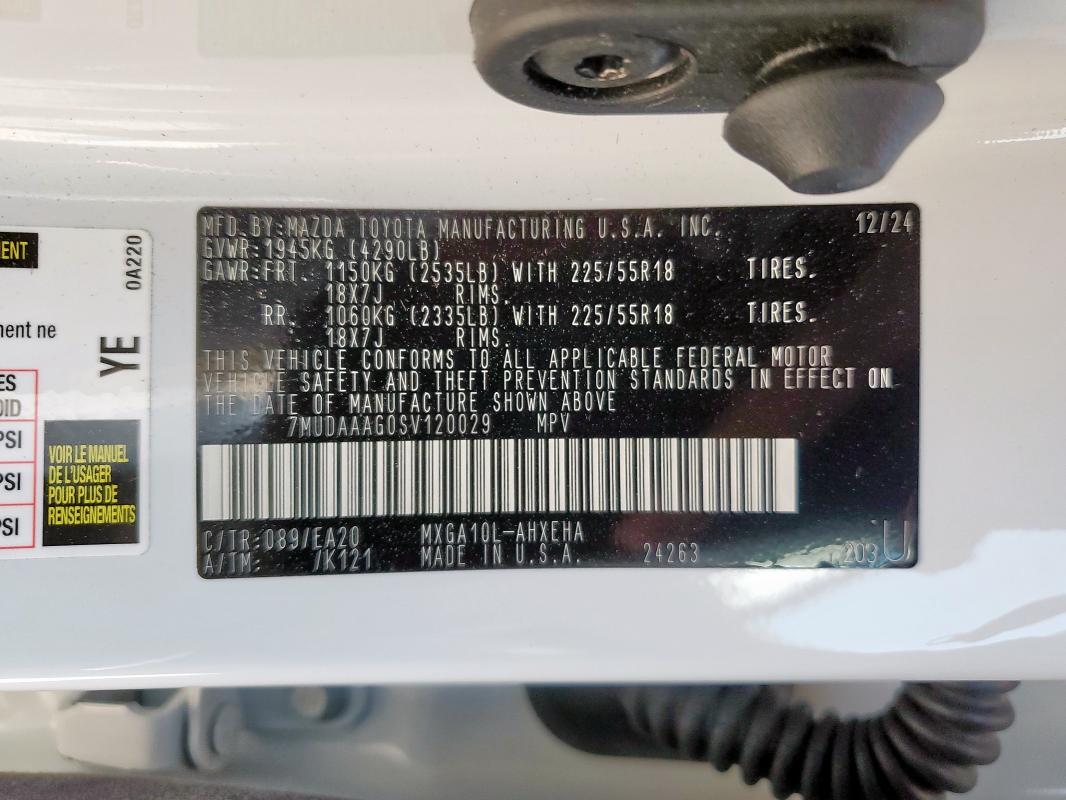 MFD. BY: MAZDA TOYOTA MANUFACTURING U.S.A. INC. 12/24
GVWR: 1945KG (4290LB)
GAWR: FRT. 1150KG (2535LB) WITH 225/55R18 TIRES.
18X7J RIMS.
RR. 1060KG (2335LB) WITH 225/55R18 TIRES.
18X7J RIMS.
THIS VEHICLE CONFORMS TO ALL APPLICABLE FEDERAL MOTOR
VEHICLE SAFETY AND THEFT PREVENTION STANDARDS IN EFFECT ON
THE DATE OF MANUFACTURE SHOWN ABOVE
7MUDAAAG0SV120029 MPV
C/TR: 089/EA20 MXGA10L-AHXEHA
A/TM: /K121 MADE IN U.S.A. 24263 203 U
0A220
YE
ment ne
PSI
PSI
PSI
VOIR LE MANUEL
DE L'USAGER
POUR PLUS DE
RENSEIGNEMENTS